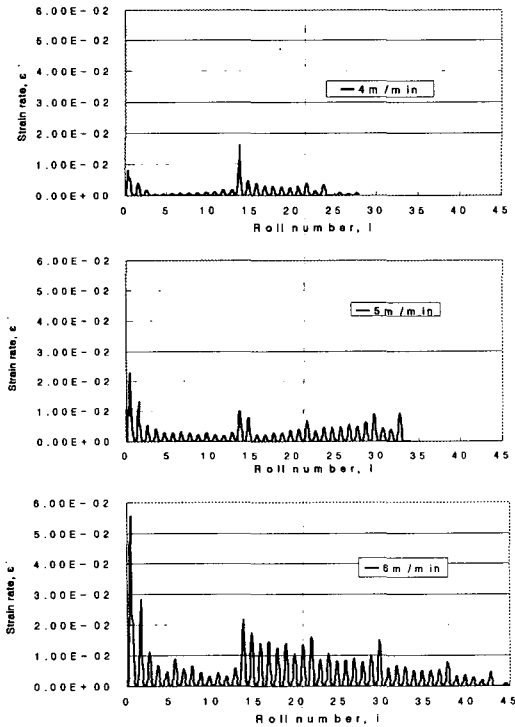 6.00E-02
5.00E-02
4.00E-02
3.00E-02
2.00E-02
1.00E-02
0.00E+00
Strain rate, ε˙
4m/min
0 5 10 15 20 25 30 35 40 45
Roll number, i
6.00E-02
5.00E-02
4.00E-02
3.00E-02
2.00E-02
1.00E-02
0.00E+00
Strain rate, ε˙
5m/min
0 5 10 15 20 25 30 35 40 45
Roll number, i
6.00E-02
5.00E-02
4.00E-02
3.00E-02
2.00E-02
1.00E-02
0.00E+00
Strain rate, ε˙
6m/min
0 5 10 15 20 25 30 35 40 45
Roll number, i